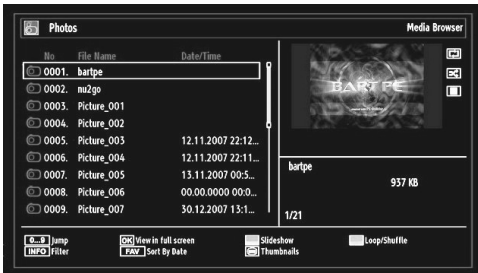 Photos Media Browser
No File Name Date/Time
0001. bartpe
0002. nu2go
0003. Picture_001
0004. Picture_002
0005. Picture_003 12.11.2007 22:12...
0006. Picture_004 12.11.2007 22:11...
0007. Picture_005 13.11.2007 00:5...
0008. Picture_006 00.00.0000 00:0...
0009. Picture_007 30.12.2007 13:1...
BART PE
bartpe
937 KB
1/21
0...9 Jump OK View in full screen Slideshow Loop/Shuffle
INFO Filter FAV Sort By Date Thumbnails